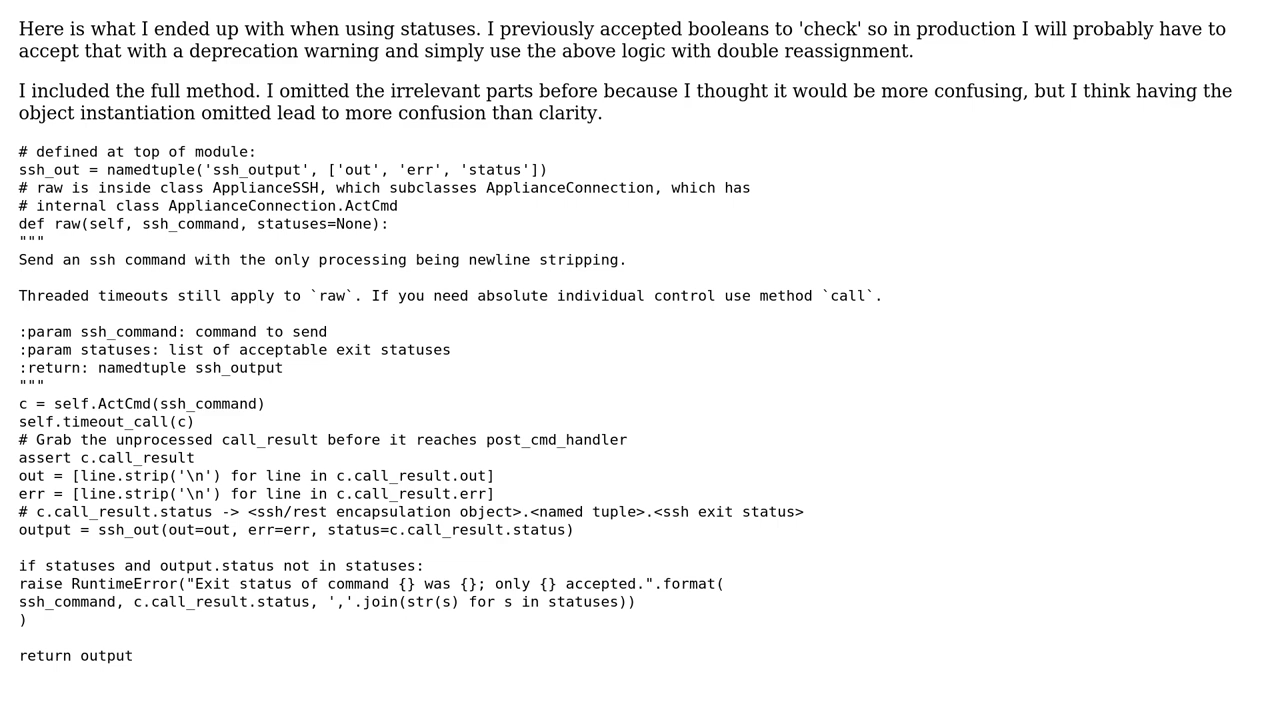 Here is what I ended up with when using statuses. I previously accepted booleans to 'check' so in production I will probably have to
accept that with a deprecation warning and simply use the above logic with double reassignment.
I included the full method. I omitted the irrelevant parts before because I thought it would be more confusing, but I think having the
object instantiation omitted lead to more confusion than clarity.
# defined at top of module:
ssh_out = namedtuple('ssh_output', ['out', 'err', 'status'])
# raw is inside class ApplianceSSH, which subclasses ApplianceConnection, which has
# internal class ApplianceConnection.ActCmd
def raw(self, ssh_command, statuses=None):
"""
Send an ssh command with the only processing being newline stripping.
Threaded timeouts still apply to `raw`. If you need absolute individual control use method `call`.
:param ssh_command: command to send
:param statuses: list of acceptable exit statuses
:return: namedtuple ssh_output
"""
c = self.ActCmd(ssh_command)
self.timeout_call(c)
# Grab the unprocessed call_result before it reaches post_cmd_handler
assert c.call_result
out = [line.strip('\n') for line in c.call_result.out]
err = [line.strip('\n') for line in c.call_result.err]
# c.call_result.status -> <ssh/rest encapsulation object>.<named tuple>.<ssh exit status>
output = ssh_out(out=out, err=err, status=c.call_result.status)
if statuses and output.status not in statuses:
raise RuntimeError("Exit status of command {} was {}; only {} accepted.".format(
ssh_command, c.call_result.status, ','.join(str(s) for s in statuses))
)
return output